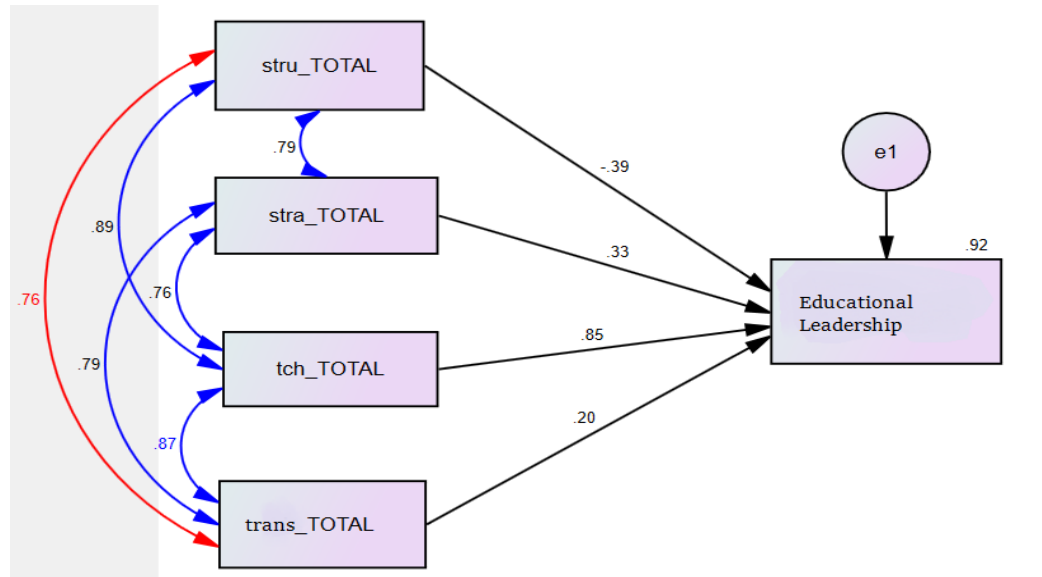 stru_TOTAL
-.39
.79
e1
stra_TOTAL
.89
.33
.92
.76
.76
Educational
Leadership
.85
.79
tch_TOTAL
.20
.87
trans_TOTAL